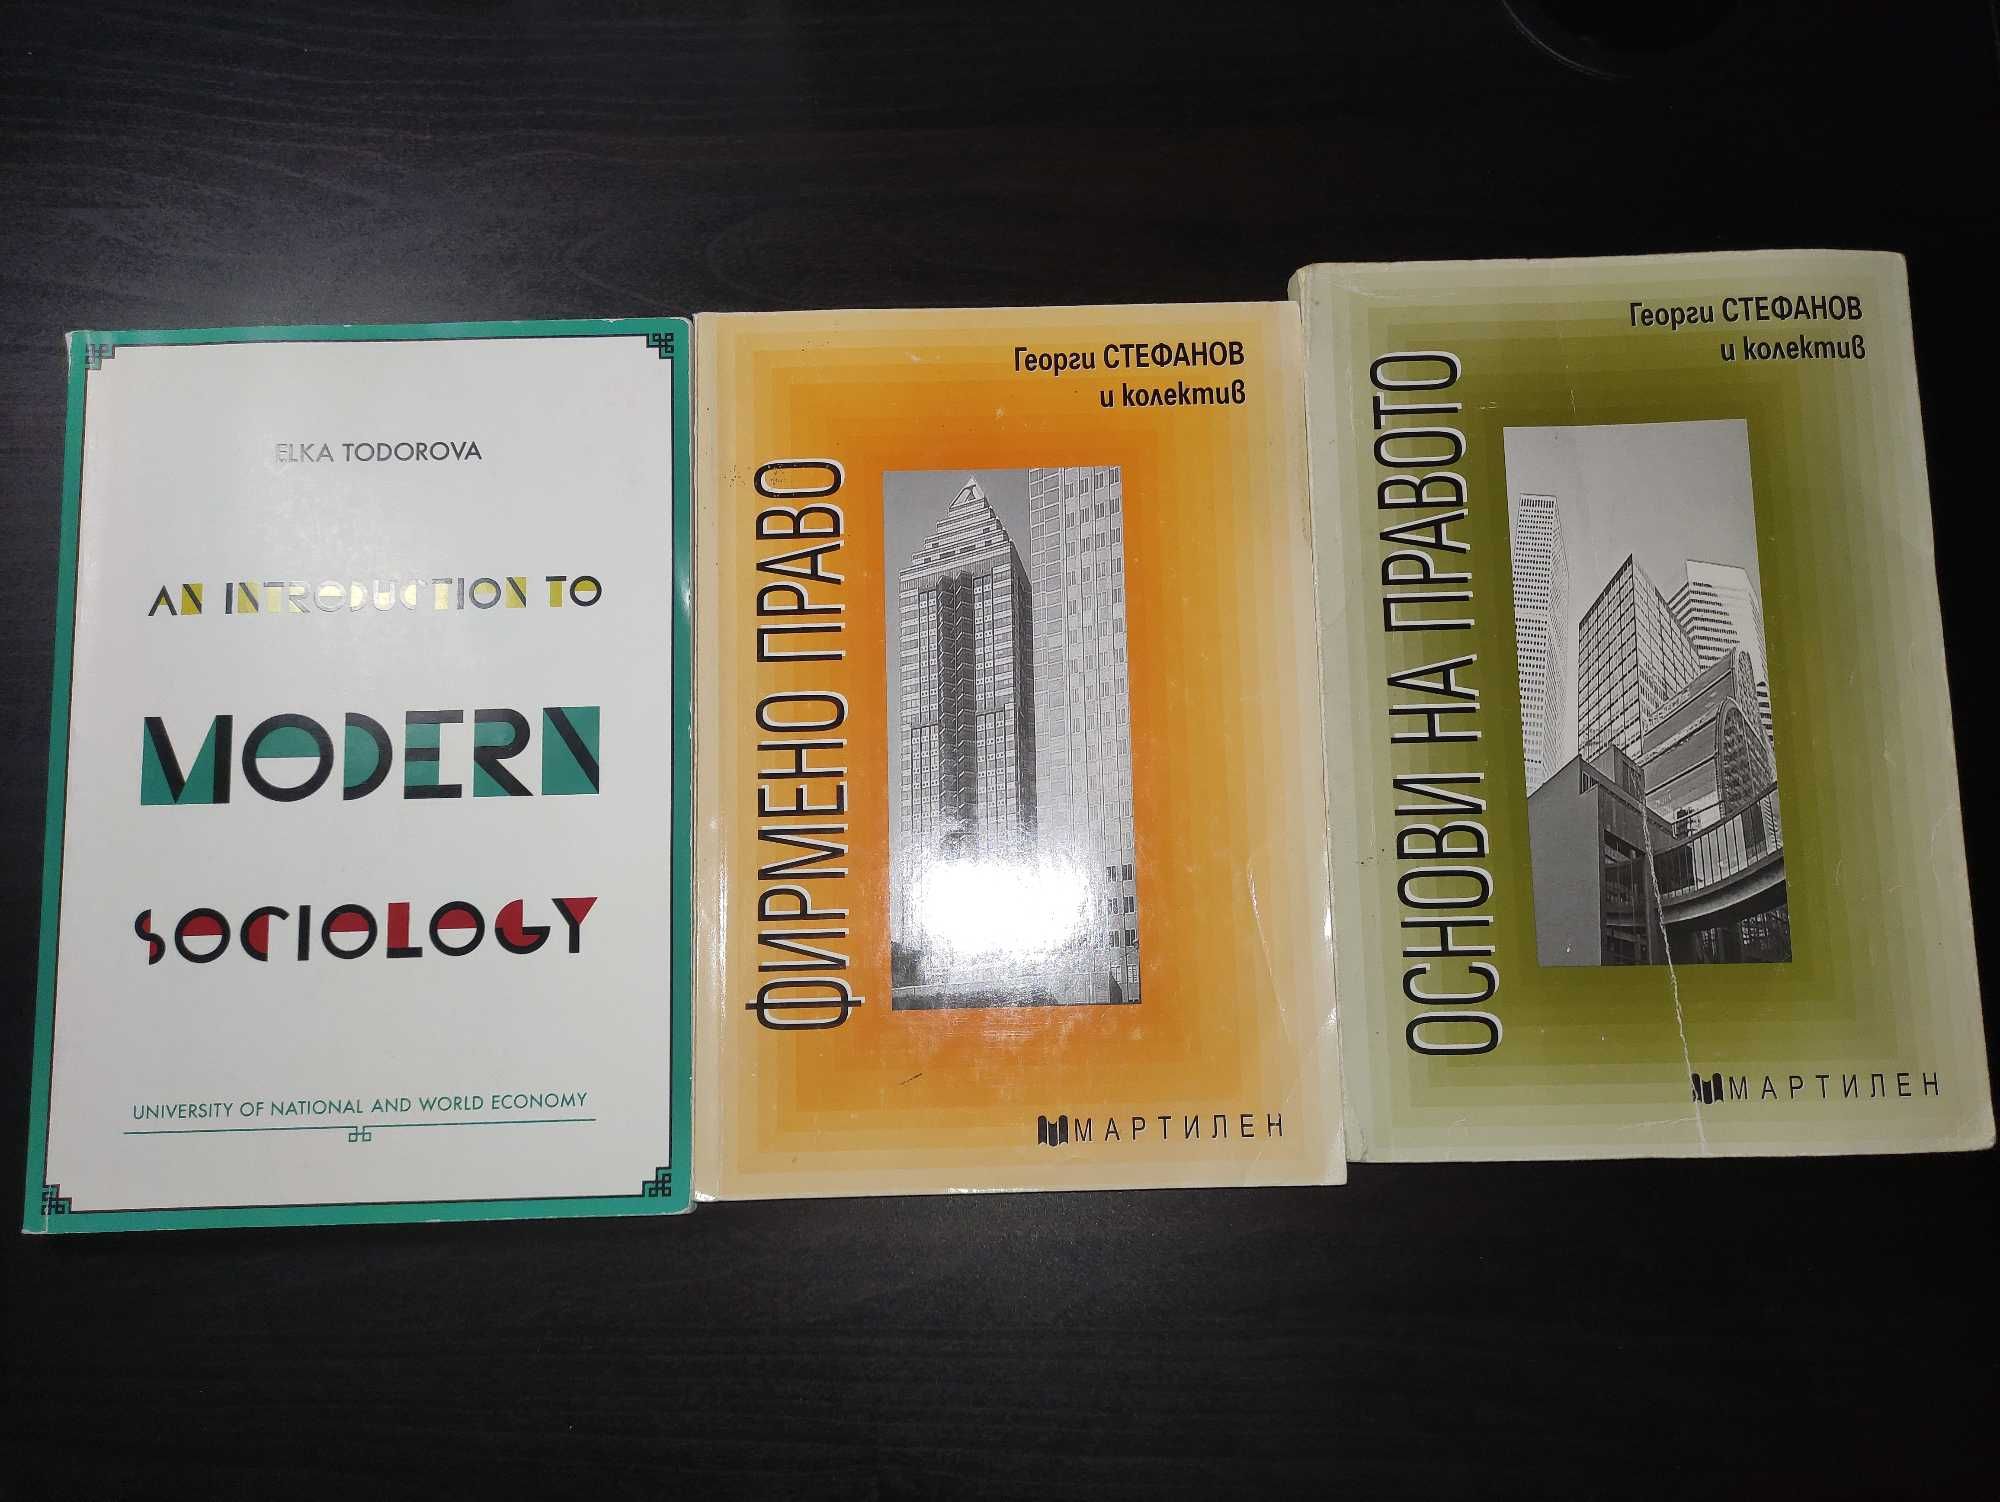 ELKA TODOROVA
AN INTRODUCTION TO
MODERN
SOCIOLOGY
UNIVERSITY OF NATIONAL AND WORLD ECONOMY
Георги СТЕФАНОВ
и колектив
ФИРМЕНО ПРАВО
МАРТИЛЕН
Георги СТЕФАНОВ
и колектив
ОСНОВИ НА ПРАВОТО
МАРТИЛЕН